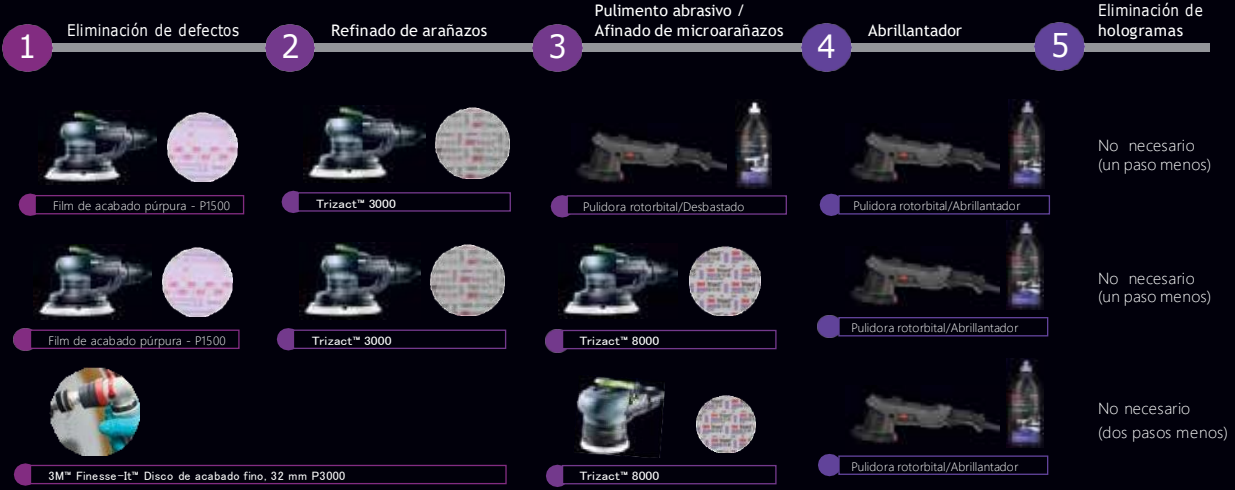 1
Eliminación de defectos
2
Refinado de arañazos
3
Pulimento abrasivo /
Afinado de microarañazos
4
Abrillantador
5
Eliminación de
hologramas
Film de acabado púrpura - P1500
Trizact™ 3000
Pulidora rotorbital/Desbastado
Pulidora rotorbital/Abrillantador
No necesario
(un paso menos)
Film de acabado púrpura - P1500
Trizact™ 3000
Trizact™ 8000
Pulidora rotorbital/Abrillantador
No necesario
(un paso menos)
3M™ Finesse-It™ Disco de acabado fino, 32 mm P3000
Trizact™ 8000
Pulidora rotorbital/Abrillantador
No necesario
(dos pasos menos)